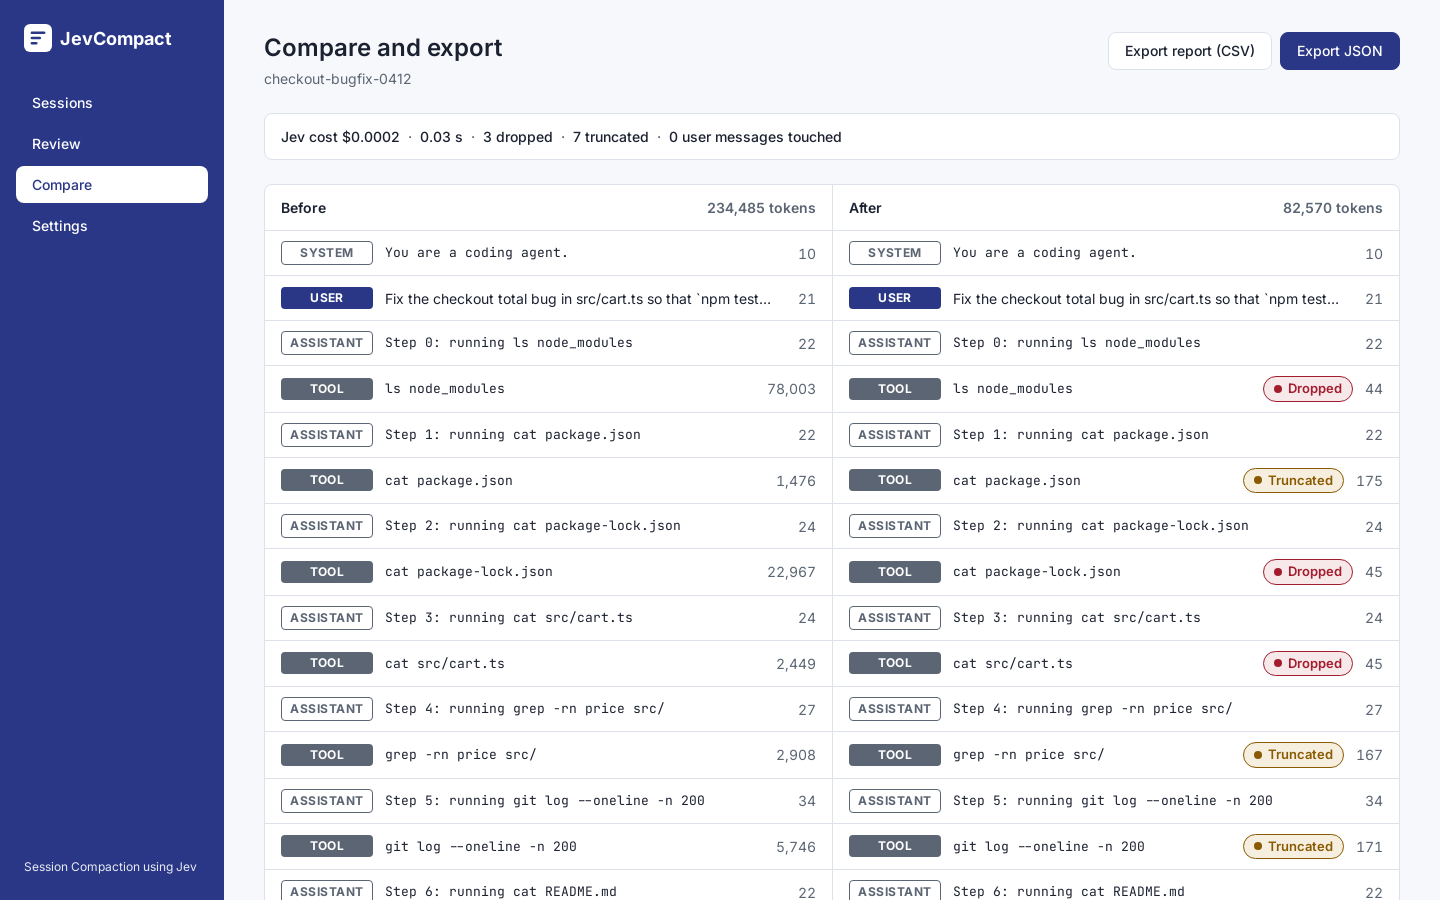 JevCompact
Sessions
Review
Compare
Settings
Session Compaction using Jev
Compare and export
checkout-bugfix-0412
Export report (CSV)
Export JSON
Jev cost $0.0002 · 0.03 s · 3 dropped · 7 truncated · 0 user messages touched
Before 234,485 tokens After 82,570 tokens
SYSTEM You are a coding agent. 10 SYSTEM You are a coding agent. 10
USER Fix the checkout total bug in src/cart.ts so that `npm test... 21 USER Fix the checkout total bug in src/cart.ts so that `npm test... 21
ASSISTANT Step 0: running ls node_modules 22 ASSISTANT Step 0: running ls node_modules 22
TOOL ls node_modules 78,003 TOOL ls node_modules Dropped 44
ASSISTANT Step 1: running cat package.json 22 ASSISTANT Step 1: running cat package.json 22
TOOL cat package.json 1,476 TOOL cat package.json Truncated 175
ASSISTANT Step 2: running cat package-lock.json 24 ASSISTANT Step 2: running cat package-lock.json 24
TOOL cat package-lock.json 22,967 TOOL cat package-lock.json Dropped 45
ASSISTANT Step 3: running cat src/cart.ts 24 ASSISTANT Step 3: running cat src/cart.ts 24
TOOL cat src/cart.ts 2,449 TOOL cat src/cart.ts Dropped 45
ASSISTANT Step 4: running grep -rn price src/ 27 ASSISTANT Step 4: running grep -rn price src/ 27
TOOL grep -rn price src/ 2,908 TOOL grep -rn price src/ Truncated 167
ASSISTANT Step 5: running git log --oneline -n 200 34 ASSISTANT Step 5: running git log --oneline -n 200 34
TOOL git log --oneline -n 200 5,746 TOOL git log --oneline -n 200 Truncated 171
ASSISTANT Step 6: running cat README.md 22 ASSISTANT Step 6: running cat README.md 22